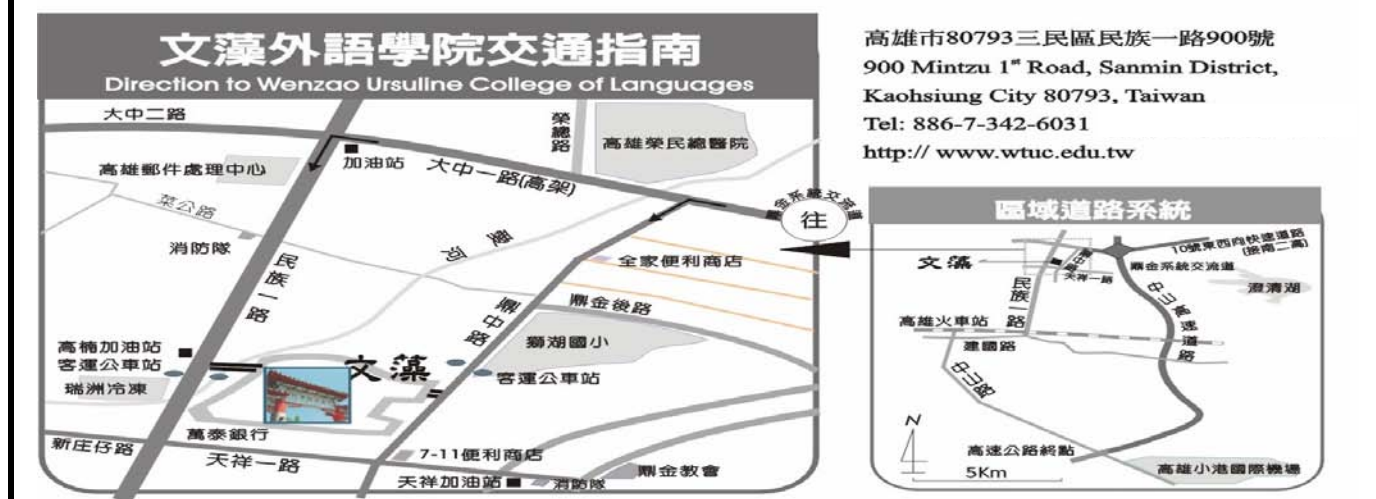 文藻外語學院交通指南
Direction to Wenzao Ursuline College of Languages
大中二路
榮總路
高雄榮民總醫院
加油站
大中一路(高架)
高雄郵件處理中心
菜公路
鼎金系統交流道
往
消防隊
愛河
全家便利商店
民族一路
鼎金後路
鼎中路
獅湖國小
高楠加油站
客運公車站
文藻
客運公車站
瑞洲冷凍
萬泰銀行
新庄仔路
天祥一路
7-11便利商店
天祥加油站
消防隊
鼎金教會
高雄市80793三民區民族一路900號
900 Mintzu 1st Road, Sanmin District,
Kaohsiung City 80793, Taiwan
Tel: 886-7-342-6031
http:// www.wtuc.edu.tw
區域道路系統
10號東西向快速道路
(接南二高)
文藻
鼎中路
天祥一路
鼎金系統交流道
澄清湖
民族一路
中山高速道路
高雄火車站
建國路
中山路
N
高速公路終點
5Km
高雄小港國際機場